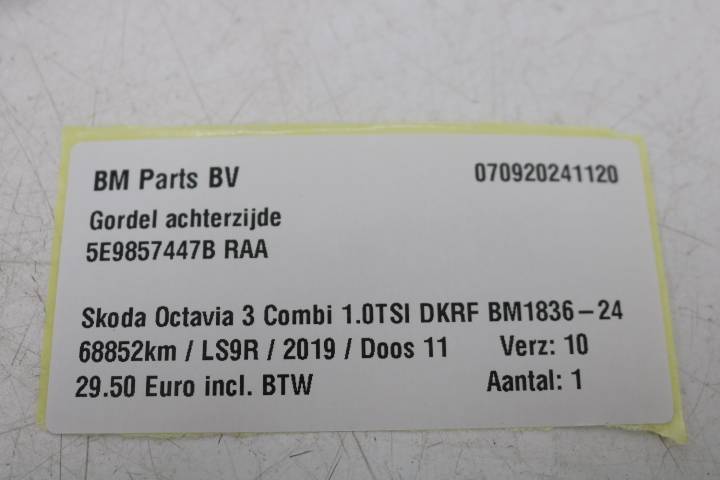 BM Parts BV 070920241120
Gordel achterzijde
5E9857447B RAA
Skoda Octavia 3 Combi 1.0TSI DKRF BM1836-24
68852km / LS9R / 2019 / Doos 11 Verz: 10
29.50 Euro incl. BTW Aantal: 1